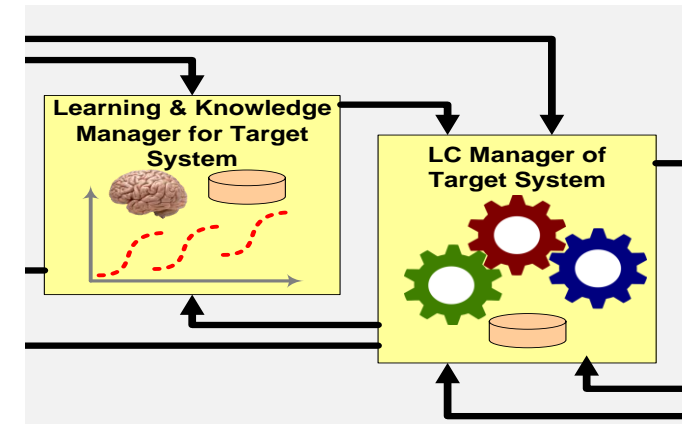 Learning & Knowledge
Manager for Target
System
LC Manager of
Target System